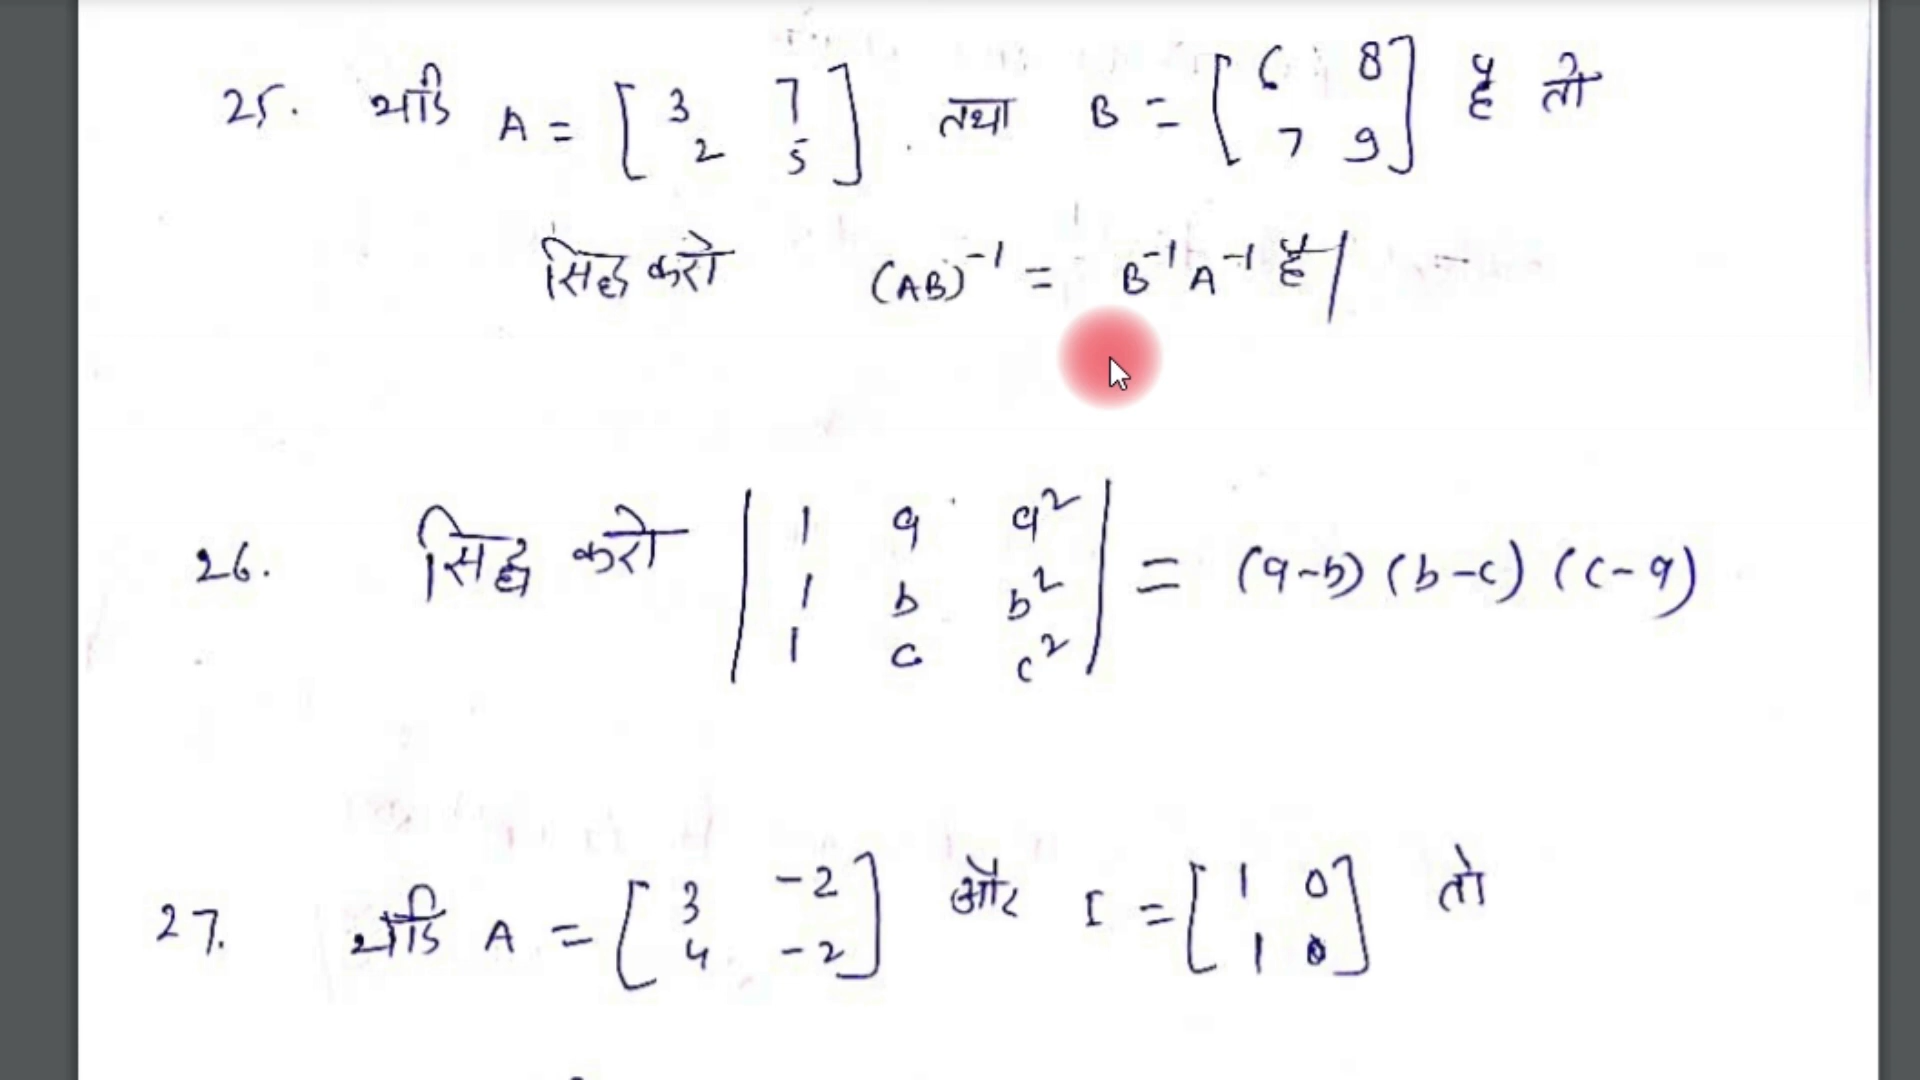 25. यदि A = [ 3 7 तथा B = [ 6 8 है तो
2 5 ] 7 9 ]
सिद्ध करो (AB)⁻¹ = B⁻¹A⁻¹ है|
26. सिद्ध करो | 1 a a² | = (a-b) (b-c) (c-a)
1 b b²
1 c c²
27. यदि A = [ 3 -2 और I = [ 1 0 तो
4 -2 ] 1 0 ]